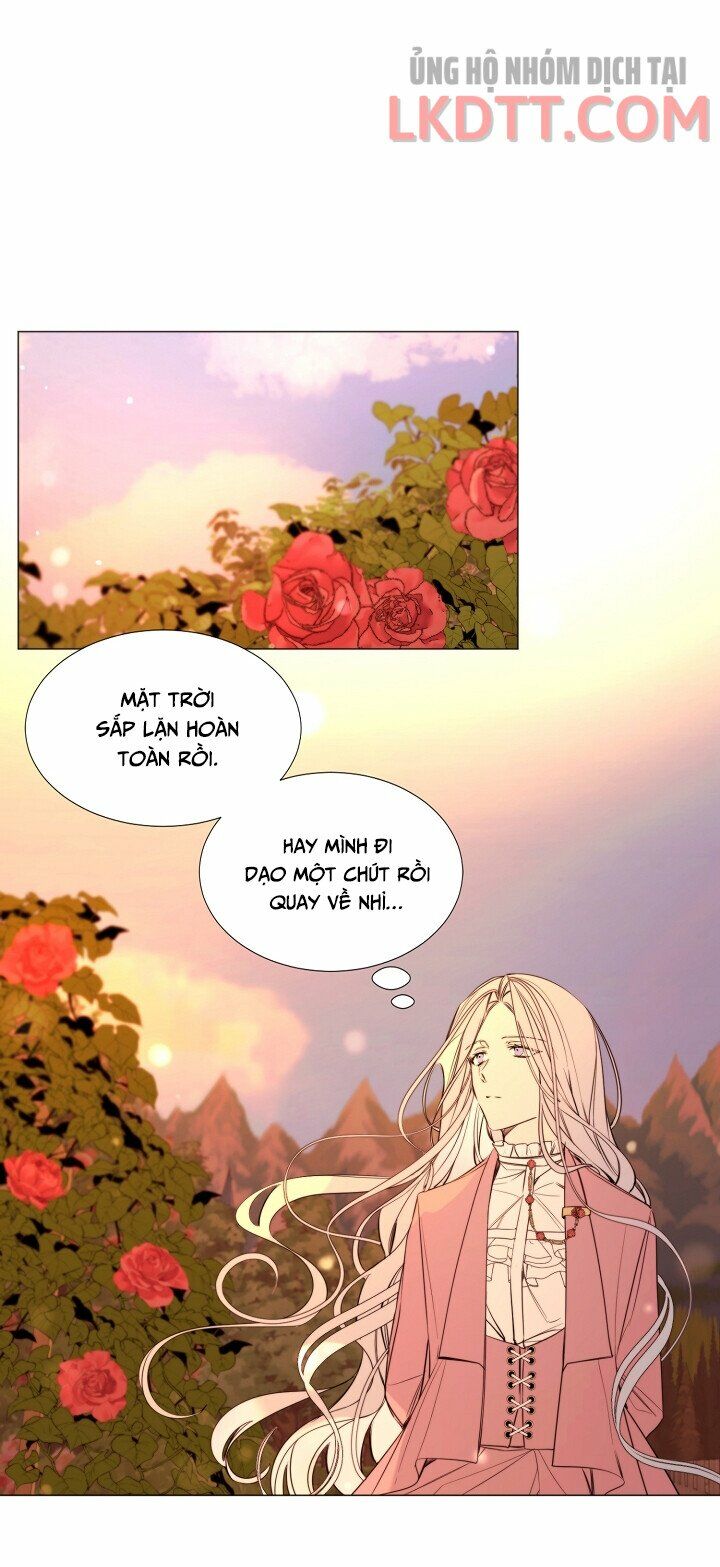 ỦNG HỘ NHÓM DỊCH TẠI
LKDTT.COM
MẶT TRỜI
SẮP LẶN HOÀN
TOÀN RỒI.
HAY MÌNH ĐI
DẠO MỘT CHÚT RỒI
QUAY VỀ NHỈ...